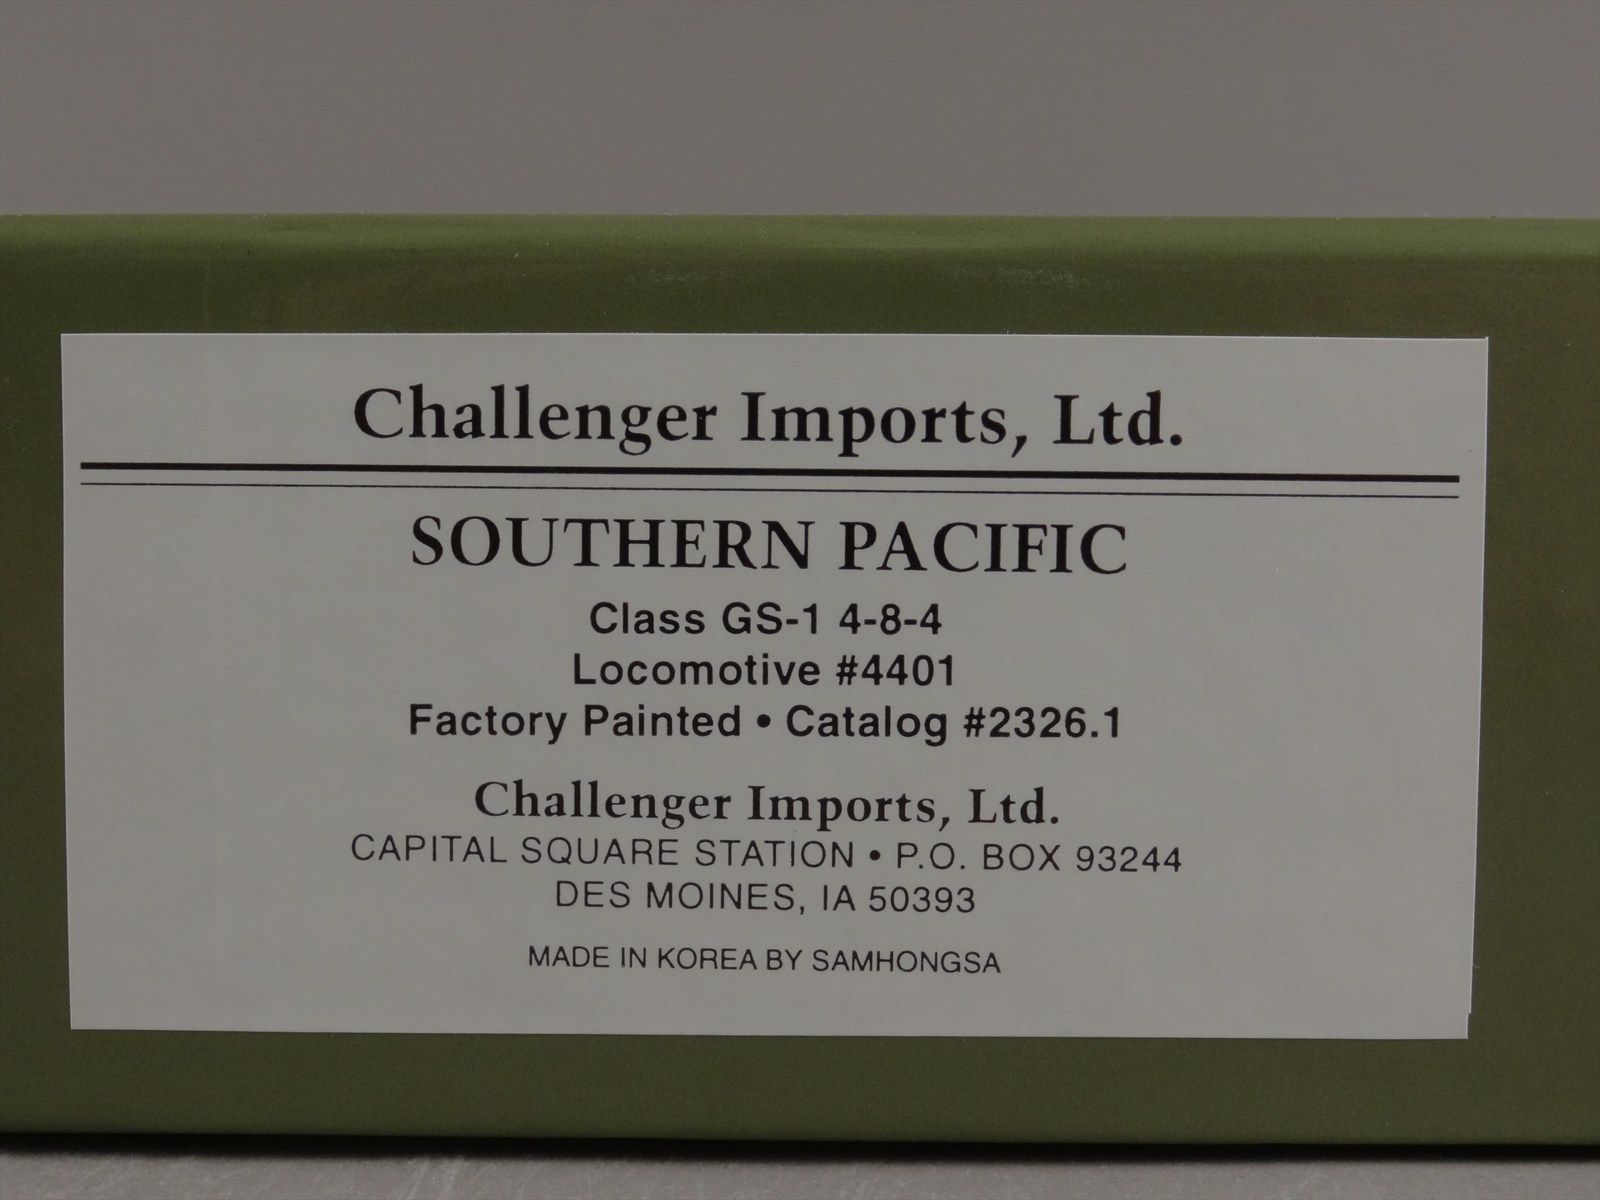 Challenger Imports, Ltd.
SOUTHERN PACIFIC
Class GS-1 4-8-4
Locomotive #4401
Factory Painted • Catalog #2326.1
Challenger Imports, Ltd.
CAPITAL SQUARE STATION • P.O. BOX 93244
DES MOINES, IA 50393
MADE IN KOREA BY SAMHONGSA